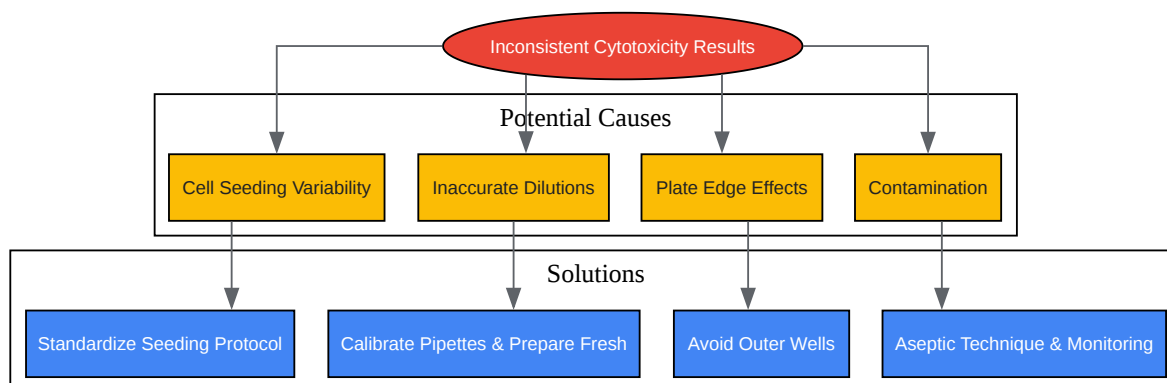 Inconsistent Cytotoxicity Results
Potential Causes
Cell Seeding Variability
Inaccurate Dilutions
Plate Edge Effects
Contamination
Solutions
Standardize Seeding Protocol
Calibrate Pipettes & Prepare Fresh
Avoid Outer Wells
Aseptic Technique & Monitoring